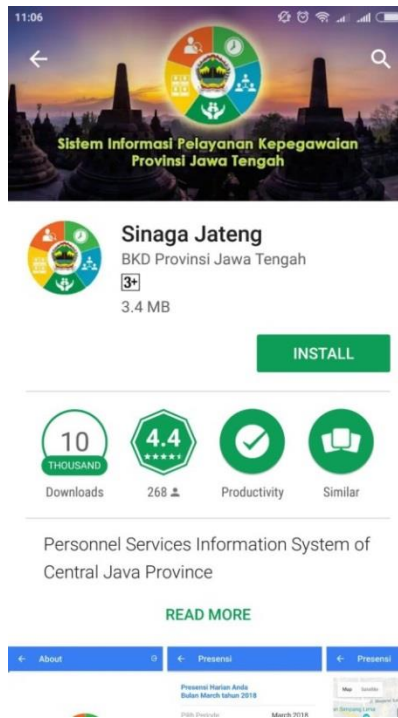 11:06
Sistem Informasi Pelayanan Kepegawaian
Provinsi Jawa Tengah
Sinaga Jateng
BKD Provinsi Jawa Tengah
3+
3.4 MB
INSTALL
10
THOUSAND
Downloads
4.4
268
Productivity
Similar
Personnel Services Information System of
Central Java Province
READ MORE
About
Presensi
Presensi
Presensi Harian Anda
Bulan March tahun 2018
Pilih Periode
March 2018
Map Satellite